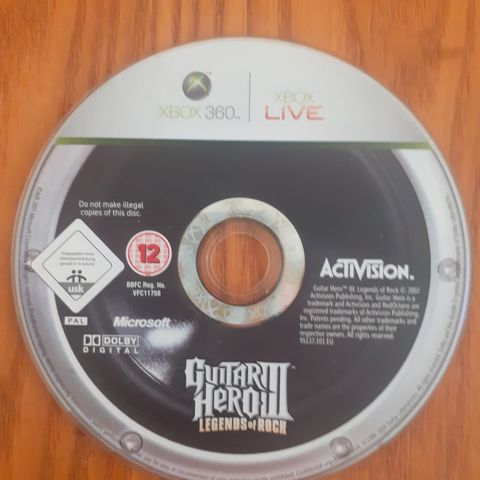 XBOX 360™
XBOX
LIVE
Do not make illegal
copies of this disc.
12
BBFC Reg. No.
VFC11708
usk
PAL
Microsoft
DOLBY
DIGITAL
ACTIVISION.
Guitar Hero™ III: Legends of Rock © 2007
Activision Publishing, Inc. Guitar Hero is a
trademark and Activision and RedOctane are
registered trademarks of Activision Publishing,
Inc. Patents pending. All other trademarks and
trade names are the properties of their
respective owners. All rights reserved.
95237.101.EU
GUITAR
HERO III
LEGENDS of ROCK